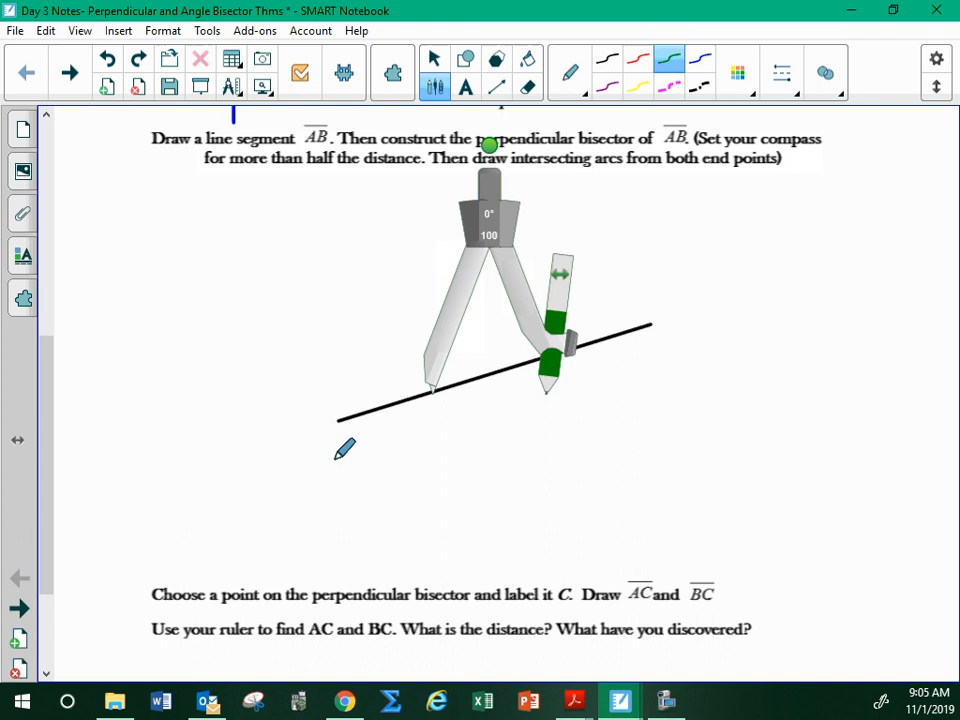 Day 3 Notes- Perpendicular and Angle Bisector Thms * - SMART Notebook
File Edit View Insert Format Tools Add-ons Account Help
Draw a line segment AB. Then construct the perpendicular bisector of AB. (Set your compass
for more than half the distance. Then draw intersecting arcs from both end points)
0°
100
Choose a point on the perpendicular bisector and label it C. Draw AC and BC
Use your ruler to find AC and BC. What is the distance? What have you discovered?
9:05 AM
11/1/2019